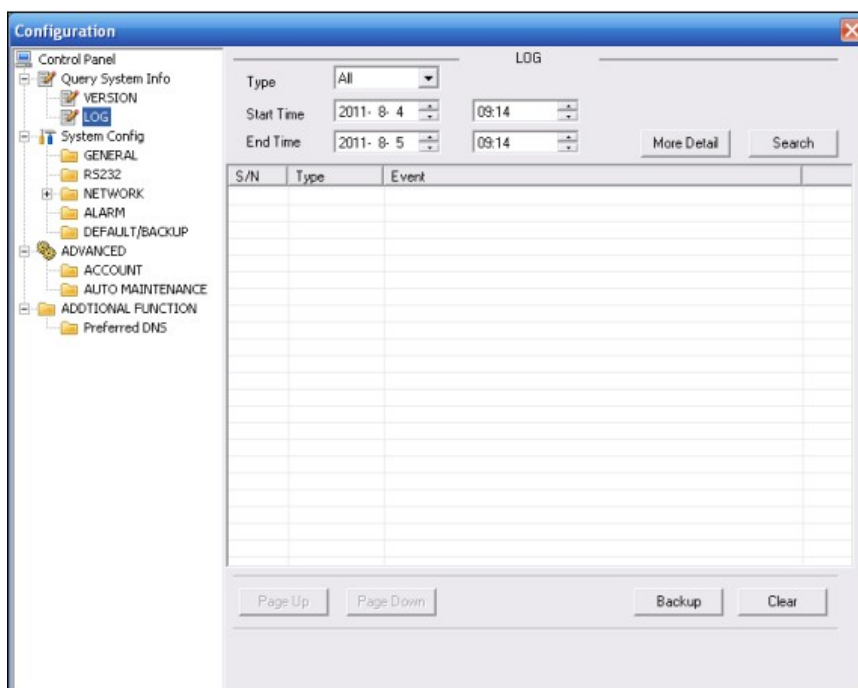 Configuration
Control Panel
Query System Info
VERSION
LOG
System Config
GENERAL
RS232
NETWORK
ALARM
DEFAULT/BACKUP
ADVANCED
ACCOUNT
AUTO MAINTENANCE
ADDTIONAL FUNCTION
Preferred DNS
LOG
Type All
Start Time 2011- 8- 4 09:14
End Time 2011- 8- 5 09:14 More Detail Search
S/N Type Event
Page Up Page Down Backup Clear